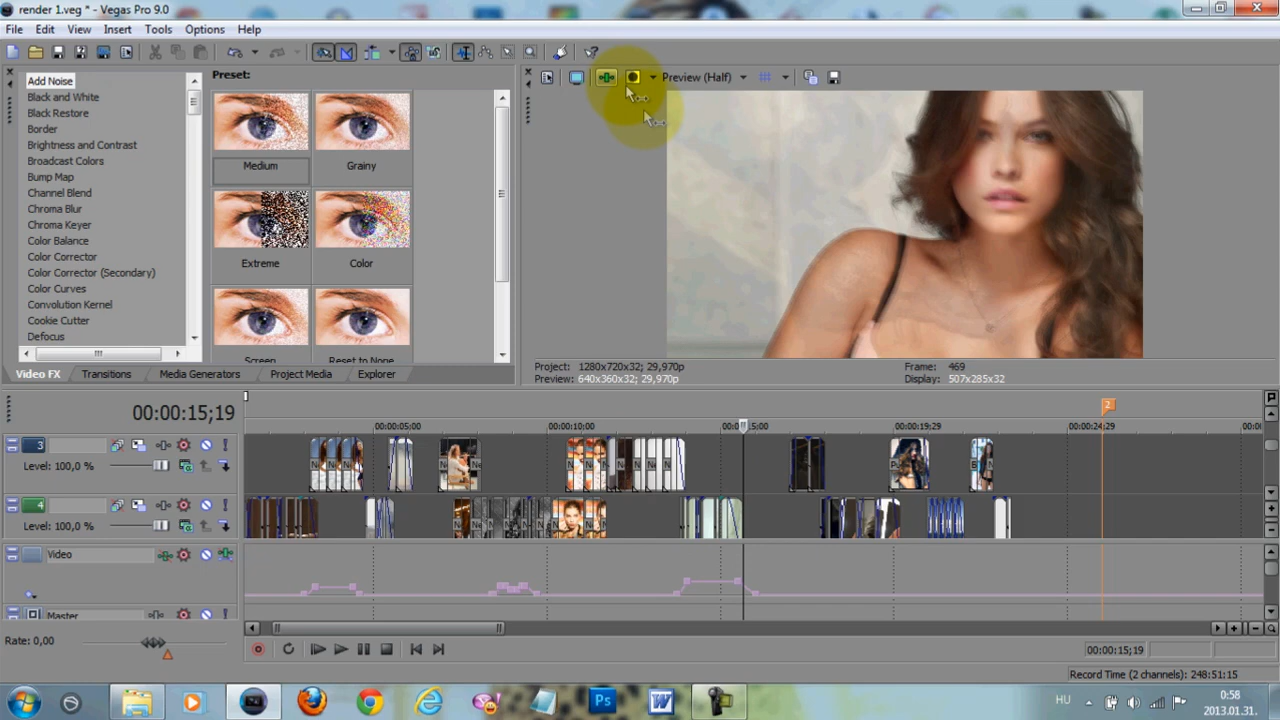 render 1.veg * - Vegas Pro 9.0
File Edit View Insert Tools Options Help
Add Noise
Black and White
Black Restore
Border
Brightness and Contrast
Broadcast Colors
Bump Map
Channel Blend
Chroma Blur
Chroma Keyer
Color Balance
Color Corrector
Color Corrector (Secondary)
Color Curves
Convolution Kernel
Cookie Cutter
Defocus
Preset:
Medium
Grainy
Extreme
Color
Screen
Reset to None
Video FX Transitions Media Generators Project Media Explorer
Preview (Half)
Project: 1280x720x32; 29,970p
Preview: 640x360x32; 29,970p
Frame: 469
Display: 507x285x32
00:00:15;19
2
00:00:05;00
00:00:10;00
00:00:19;29
00:00:24;29
3
Level: 100,0 %
4
Level: 100,0 %
Video
Master
Rate: 0,00
00:00:15;19
Record Time (2 channels): 248:51:15
Ps
W
HU
0:58
2013.01.31.